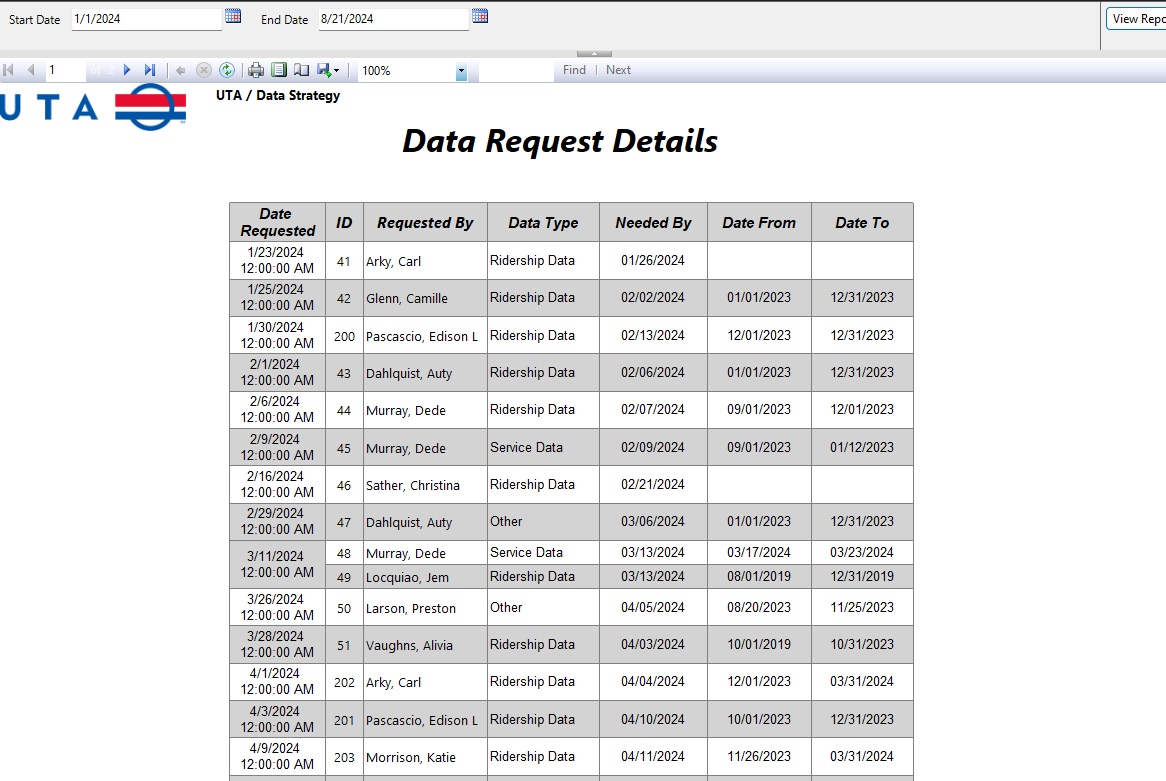 Start Date 1/1/2024 End Date 8/21/2024 View Repo
1 of 2 100% Find | Next
UTA UTA / Data Strategy
Data Request Details
Date Requested ID Requested By Data Type Needed By Date From Date To
1/23/2024 12:00:00 AM 41 Arky, Carl Ridership Data 01/26/2024
1/25/2024 12:00:00 AM 42 Glenn, Camille Ridership Data 02/02/2024 01/01/2023 12/31/2023
1/30/2024 12:00:00 AM 200 Pascascio, Edison L Ridership Data 02/13/2024 12/01/2023 12/31/2023
2/1/2024 12:00:00 AM 43 Dahlquist, Auty Ridership Data 02/06/2024 01/01/2023 12/31/2023
2/6/2024 12:00:00 AM 44 Murray, Dede Ridership Data 02/07/2024 09/01/2023 12/01/2023
2/9/2024 12:00:00 AM 45 Murray, Dede Service Data 02/09/2024 09/01/2023 01/12/2023
2/16/2024 12:00:00 AM 46 Sather, Christina Ridership Data 02/21/2024
2/29/2024 12:00:00 AM 47 Dahlquist, Auty Other 03/06/2024 01/01/2023 12/31/2023
3/11/2024 12:00:00 AM 48 Murray, Dede Service Data 03/13/2024 03/17/2024 03/23/2024
49 Locquiao, Jem Ridership Data 03/13/2024 08/01/2019 12/31/2019
3/26/2024 12:00:00 AM 50 Larson, Preston Other 04/05/2024 08/20/2023 11/25/2023
3/28/2024 12:00:00 AM 51 Vaughns, Alivia Ridership Data 04/03/2024 10/01/2019 10/31/2023
4/1/2024 12:00:00 AM 202 Arky, Carl Ridership Data 04/04/2024 12/01/2023 03/31/2024
4/3/2024 12:00:00 AM 201 Pascascio, Edison L Ridership Data 04/10/2024 10/01/2023 12/31/2023
4/9/2024 12:00:00 AM 203 Morrison, Katie Ridership Data 04/11/2024 11/26/2023 03/31/2024